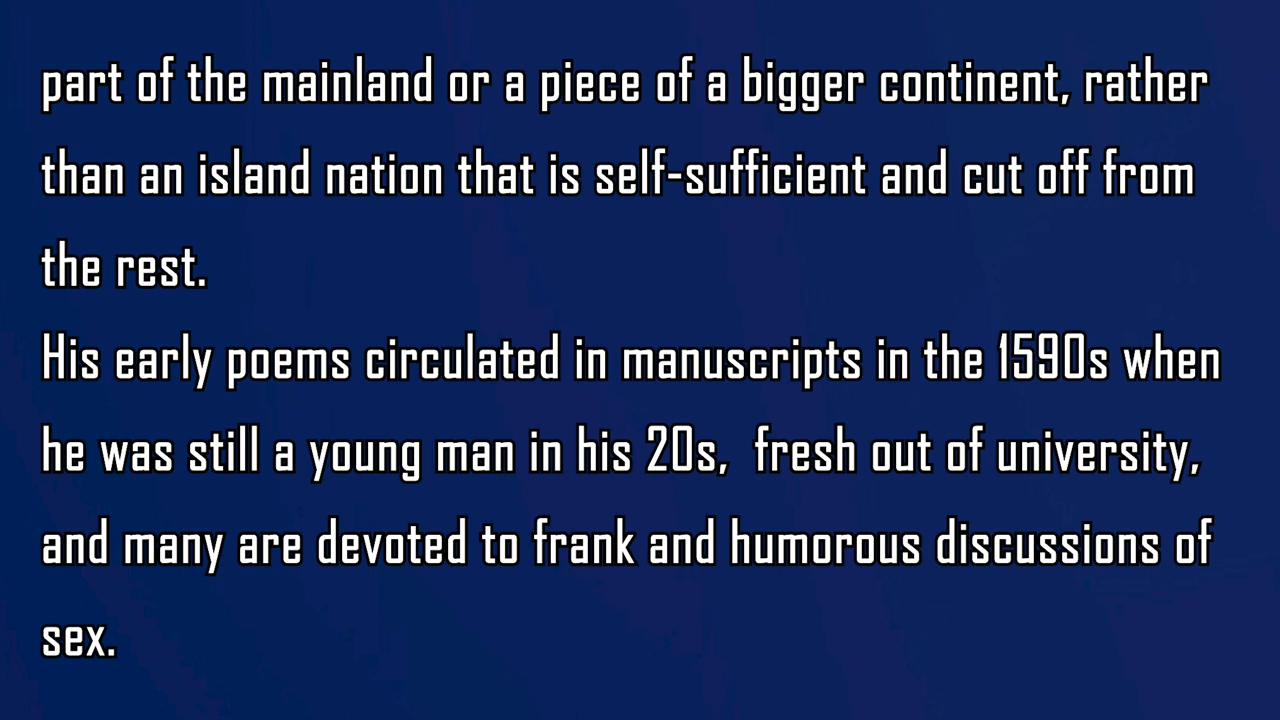 part of the mainland or a piece of a bigger continent, rather
than an island nation that is self-sufficient and cut off from
the rest.
His early poems circulated in manuscripts in the 1590s when
he was still a young man in his 20s,  fresh out of university,
and many are devoted to frank and humorous discussions of
sex.